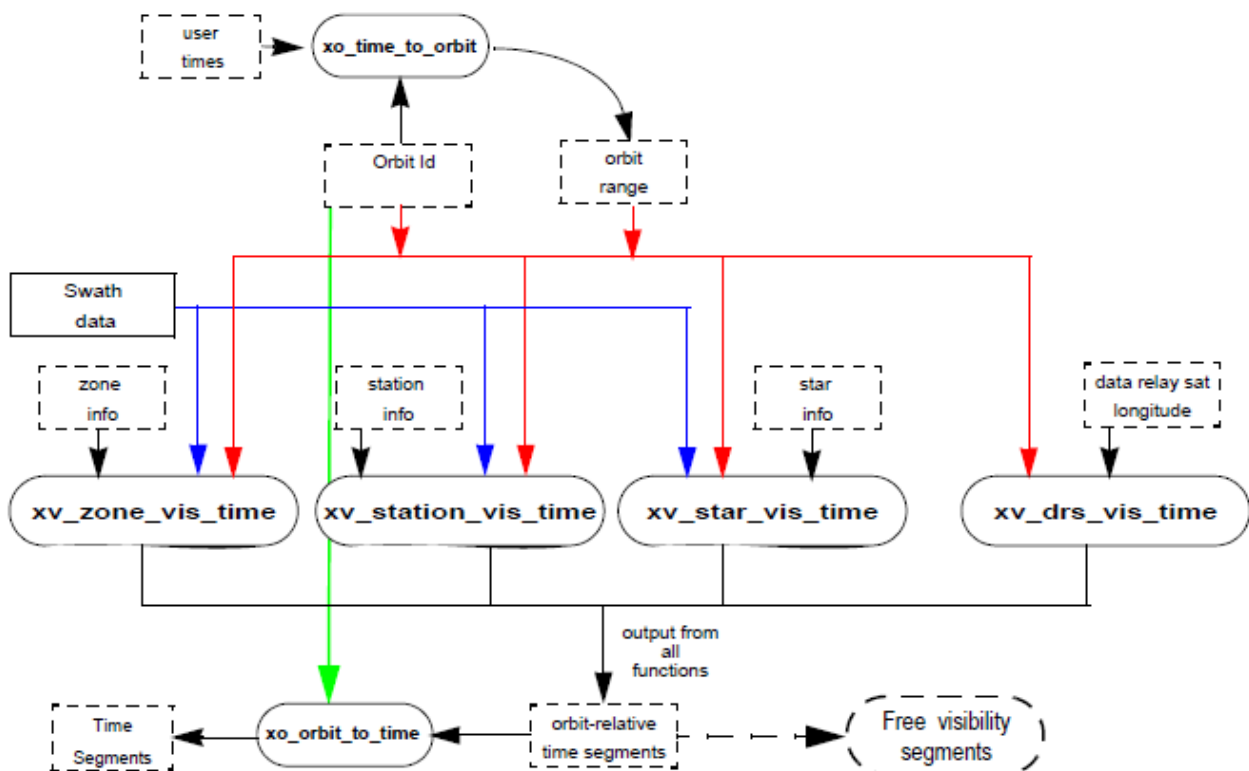 user
times
xo_time_to_orbit
Orbit Id
orbit
range
Swath
data
zone
info
station
info
star
info
data relay sat
longitude
xv_zone_vis_time
xv_station_vis_time
xv_star_vis_time
xv_drs_vis_time
output from
all
functions
Time
Segments
xo_orbit_to_time
orbit-relative
time segments
Free visibility
segments